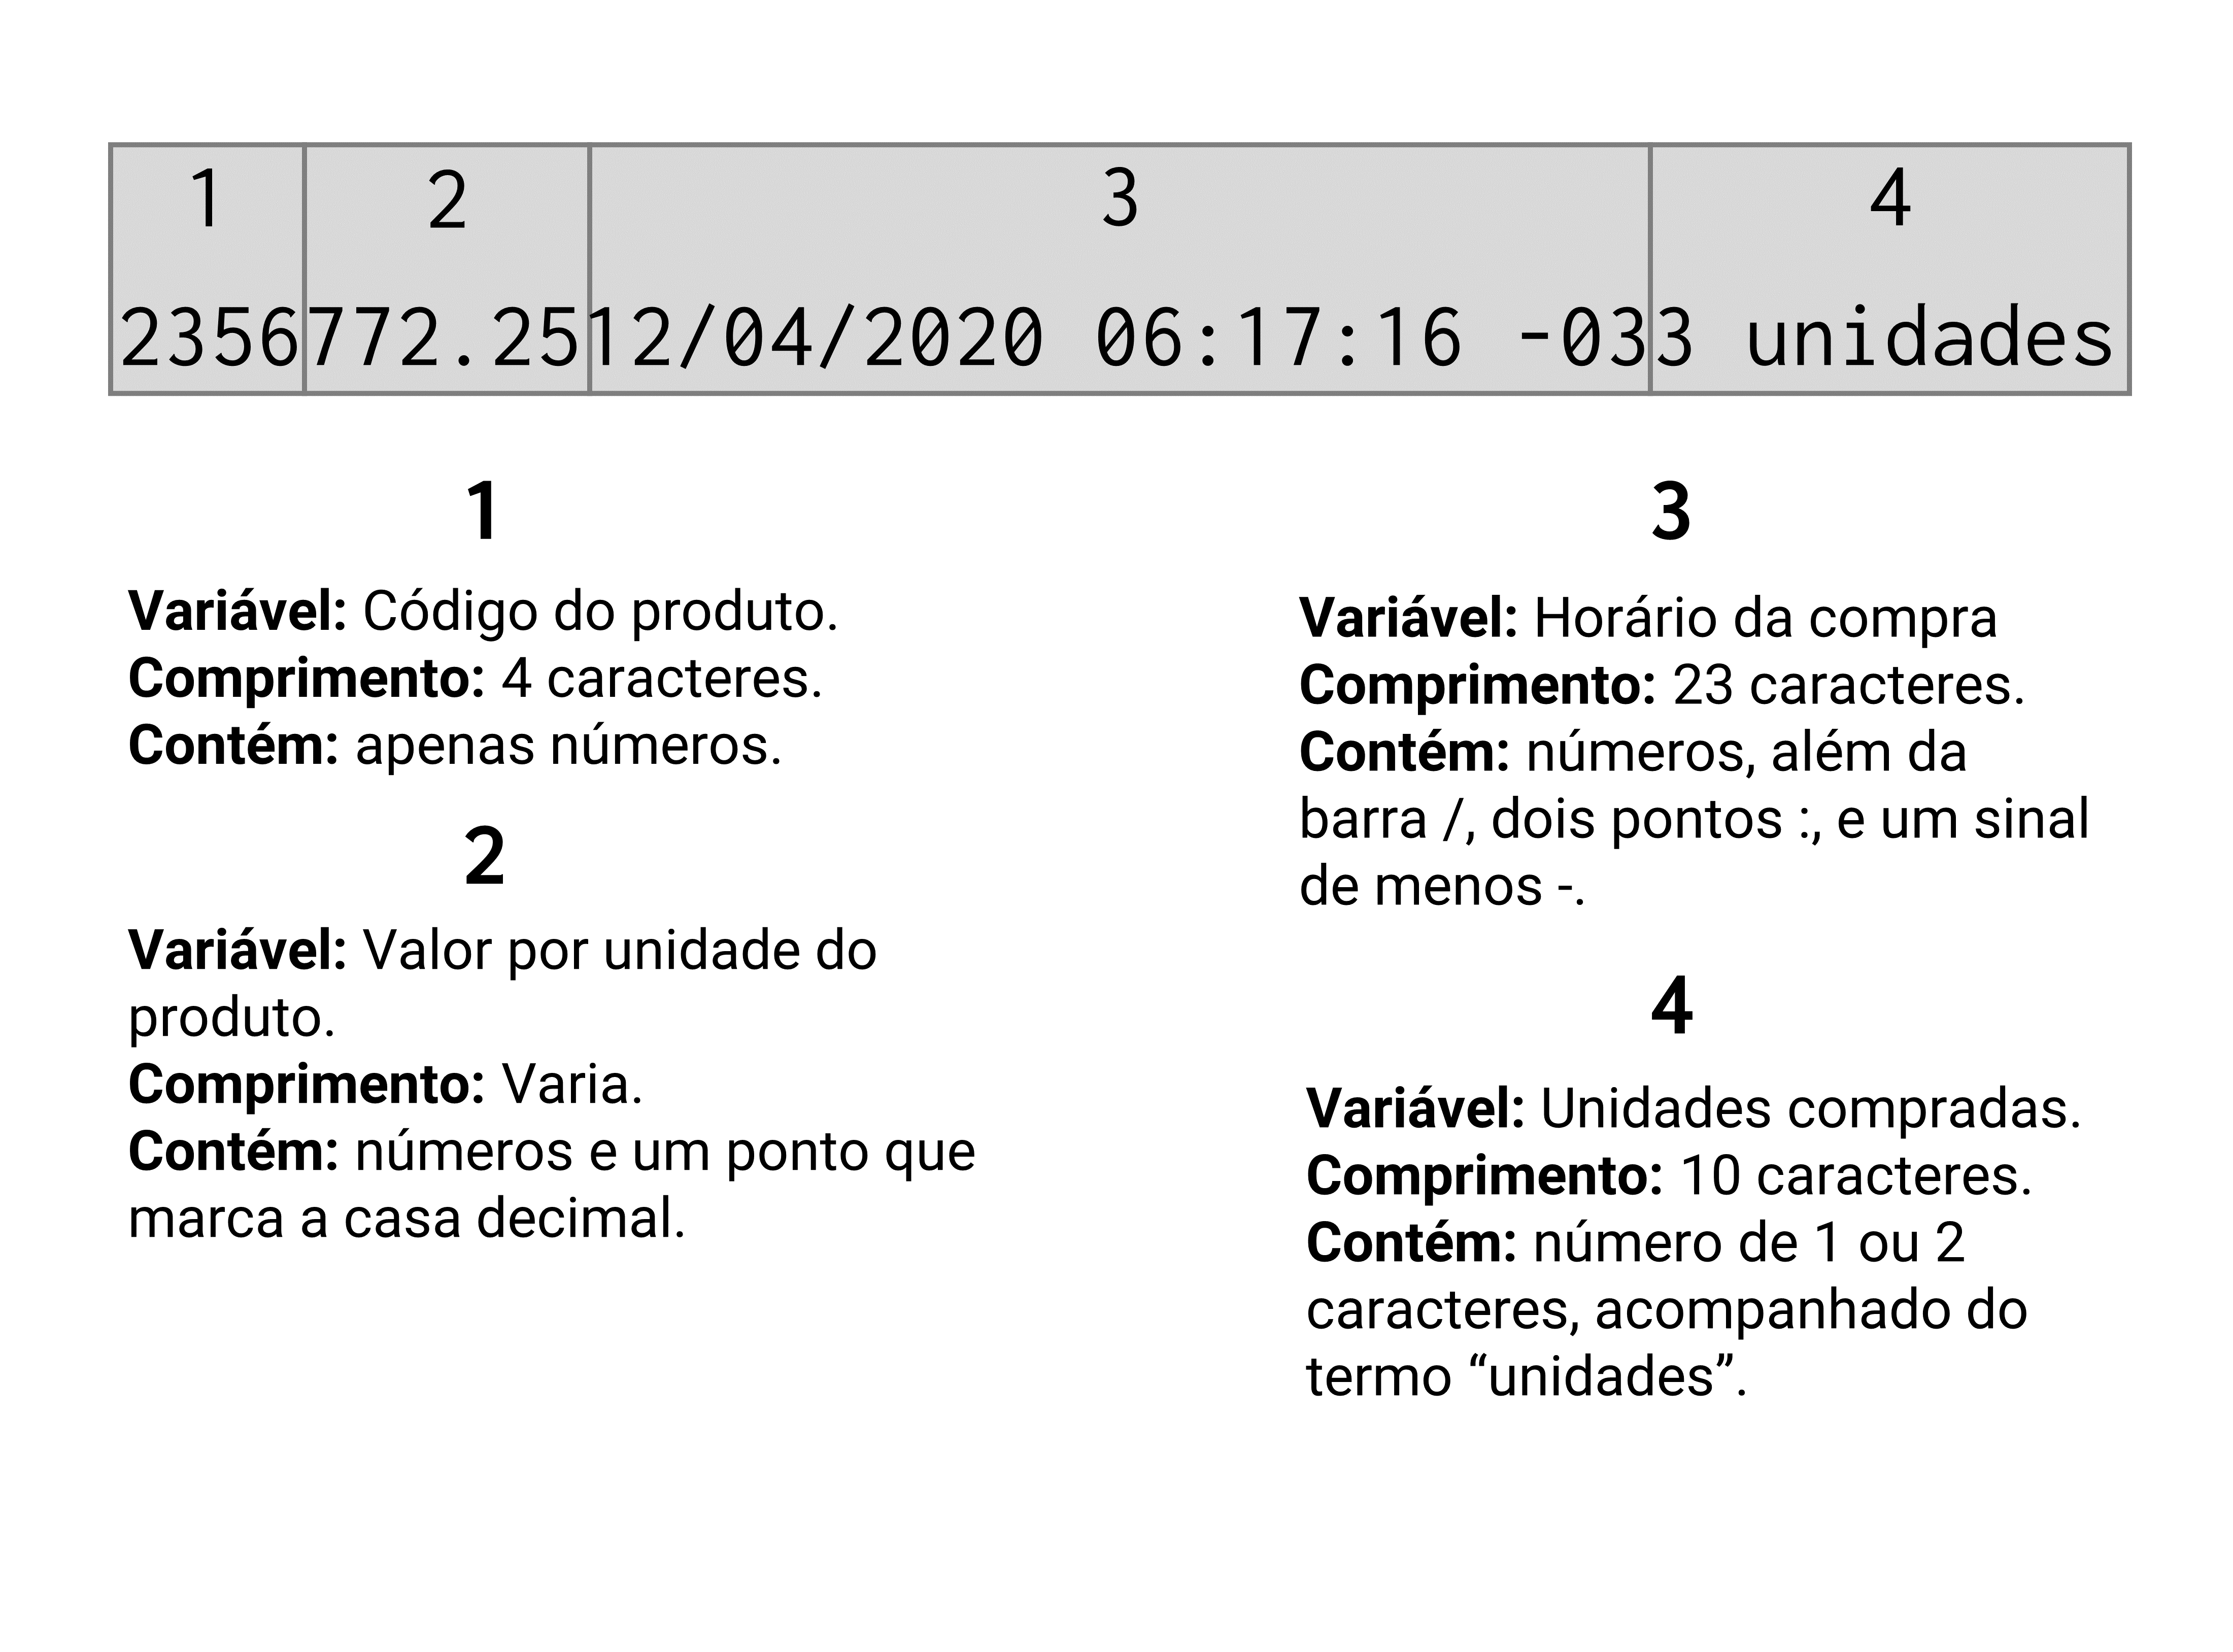 1 2 3 4
2356 772.25 12/04/2020 06:17:16 -03 3 unidades
1
Variável: Código do produto.
Comprimento: 4 caracteres.
Contém: apenas números.
2
Variável: Valor por unidade do
produto.
Comprimento: Varia.
Contém: números e um ponto que
marca a casa decimal.
3
Variável: Horário da compra
Comprimento: 23 caracteres.
Contém: números, além da
barra /, dois pontos :, e um sinal
de menos -.
4
Variável: Unidades compradas.
Comprimento: 10 caracteres.
Contém: número de 1 ou 2
caracteres, acompanhado do
termo “unidades”.